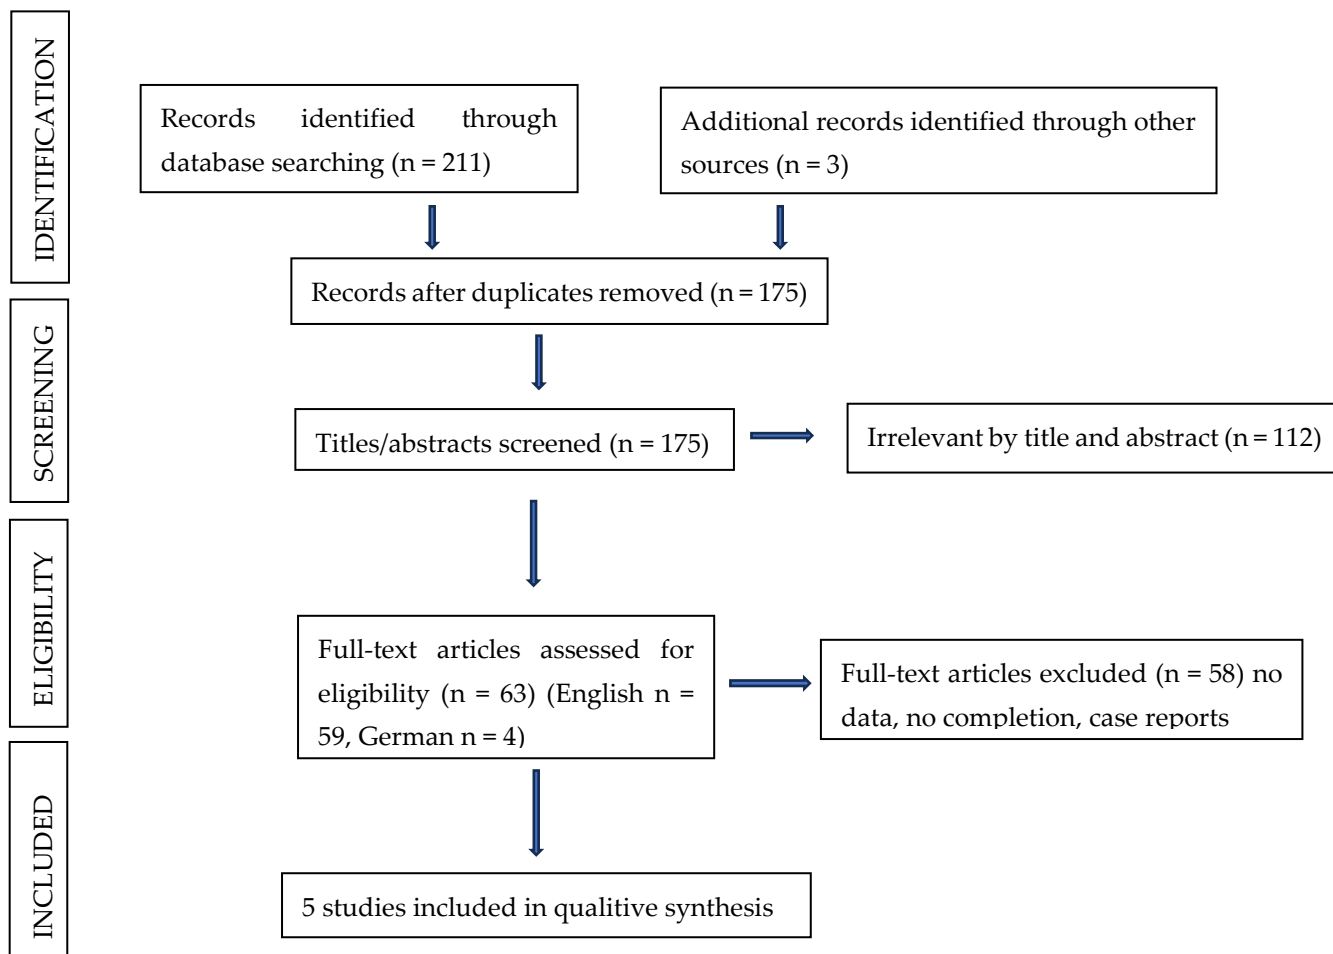 IDENTIFICATION
Records identified through
database searching (n = 211)
Additional records identified through other
sources (n = 3)
Records after duplicates removed (n = 175)
SCREENING
Titles/abstracts screened (n = 175)
Irrelevant by title and abstract (n = 112)
ELIGIBILITY
Full-text articles assessed for
eligibility (n = 63) (English n =
59, German n = 4)
Full-text articles excluded (n = 58) no
data, no completion, case reports
INCLUDED
5 studies included in qualitive synthesis